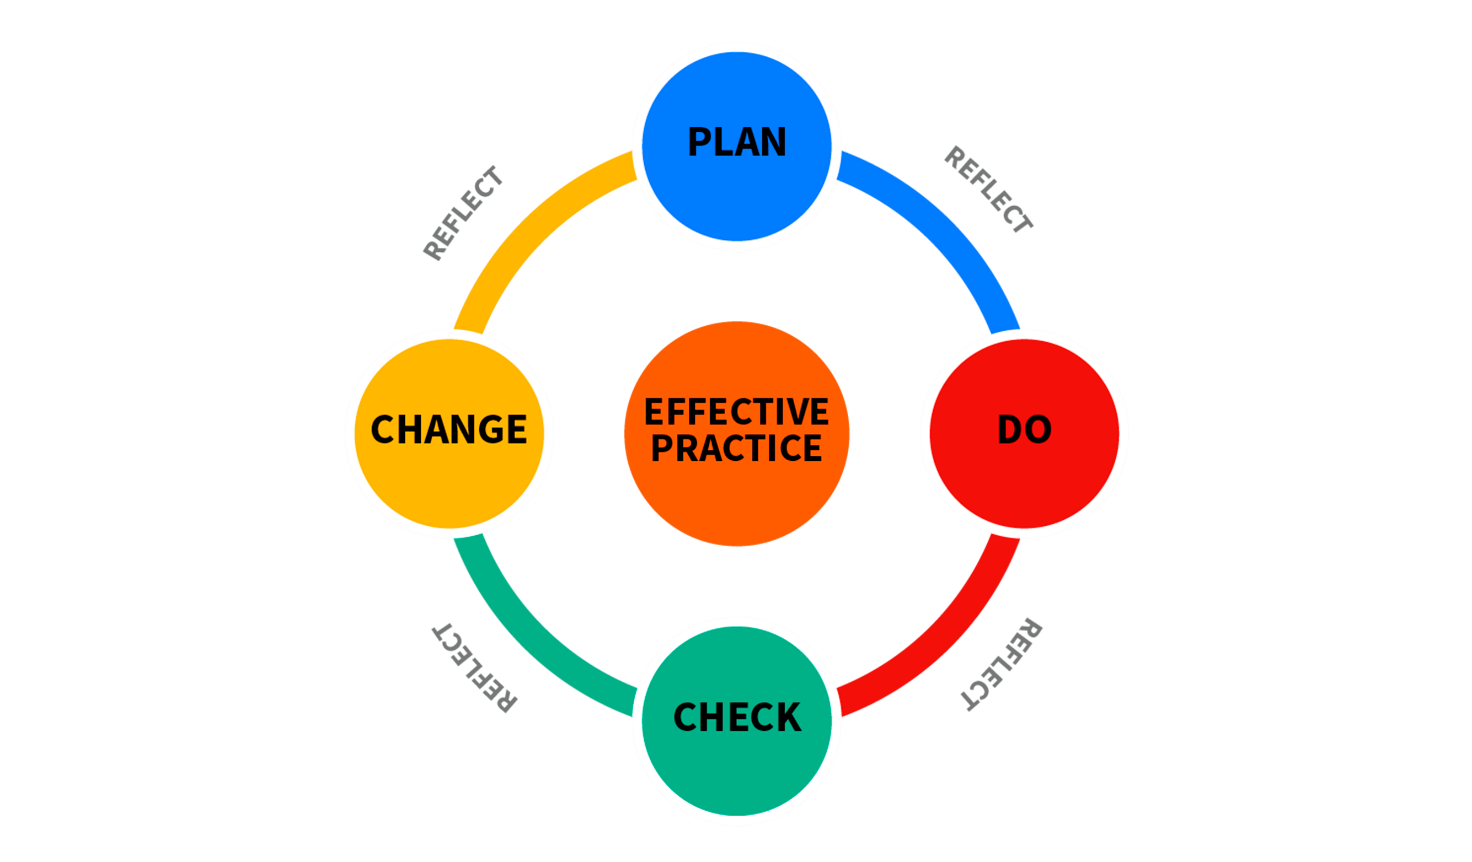 PLAN
REFLECT
REFLECT
CHANGE
EFFECTIVE
PRACTICE
DO
REFLECT
REFLECT
CHECK